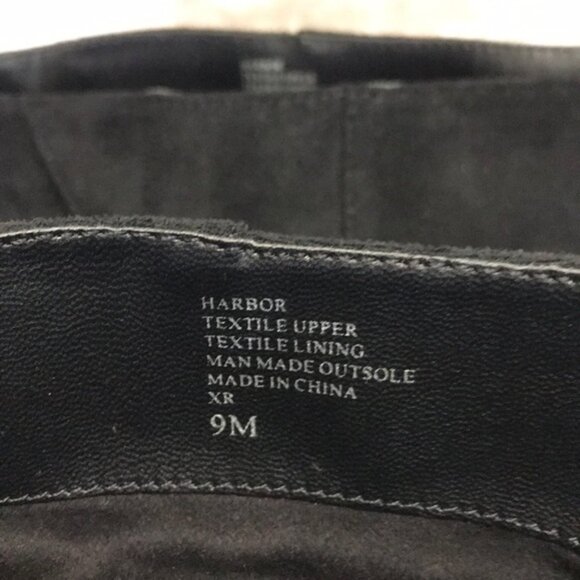 HARBOR
TEXTILE UPPER
TEXTILE LINING
MAN MADE OUTSOLE
MADE IN CHINA
XR
9M